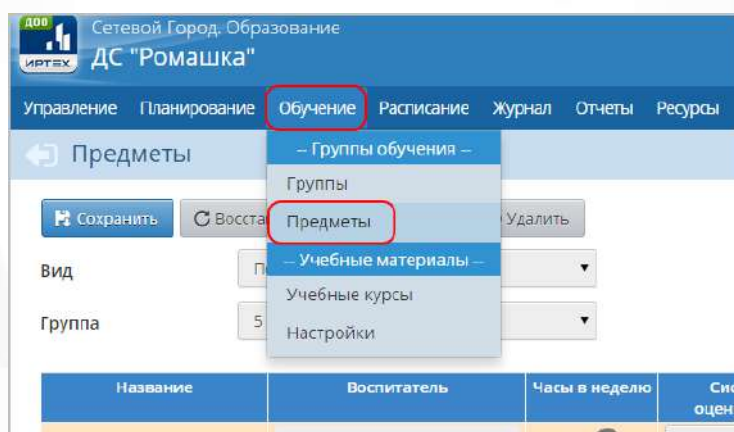 ДОО
ИРТЕХ
Сетевой Город. Образование
ДС "Ромашка"
Управление Планирование Обучение Расписание Журнал Отчеты Ресурсы
Предметы
-- Группы обучения --
Группы
Предметы
-- Учебные материалы --
Учебные курсы
Настройки
Сохранить Восста Удалить
Вид П
Группа 5
Название Воспитатель Часы в неделю Сис
оцен